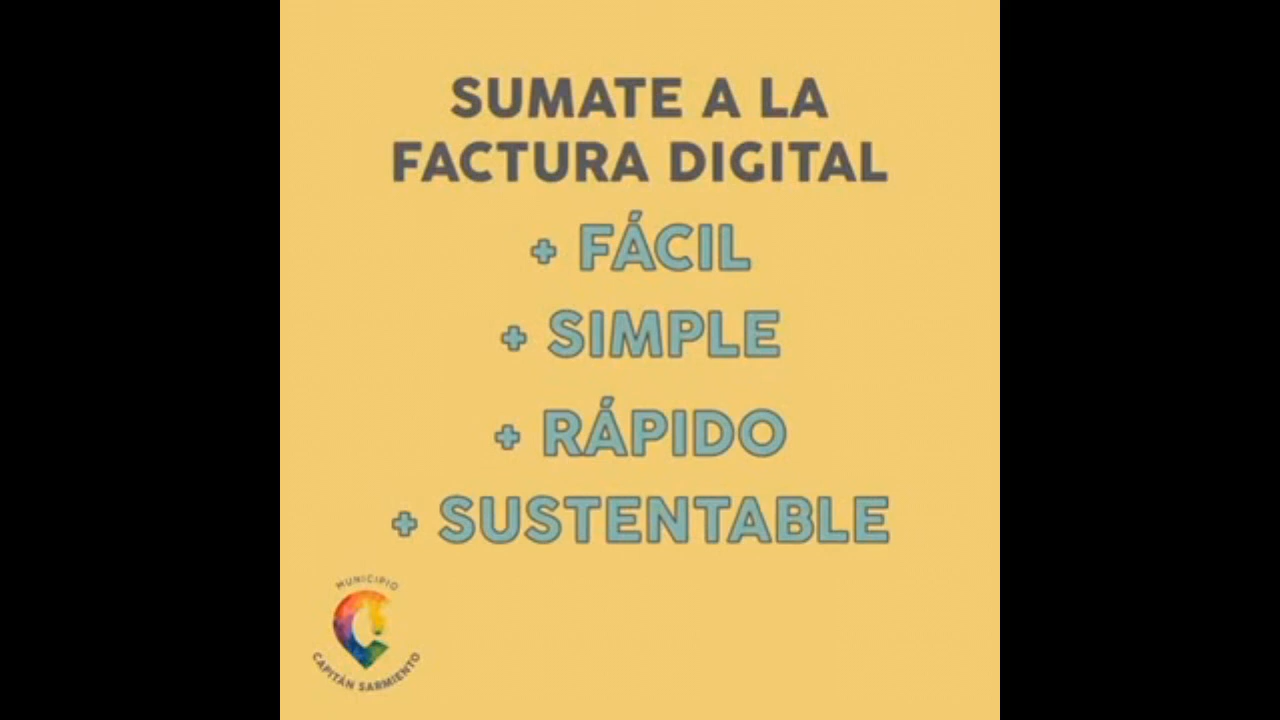 SUMATE A LA
FACTURA DIGITAL
+ FÁCIL
+ SIMPLE
+ RÁPIDO
+ SUSTENTABLE
MUNICIPIO
CAPITÁN SARMIENTO